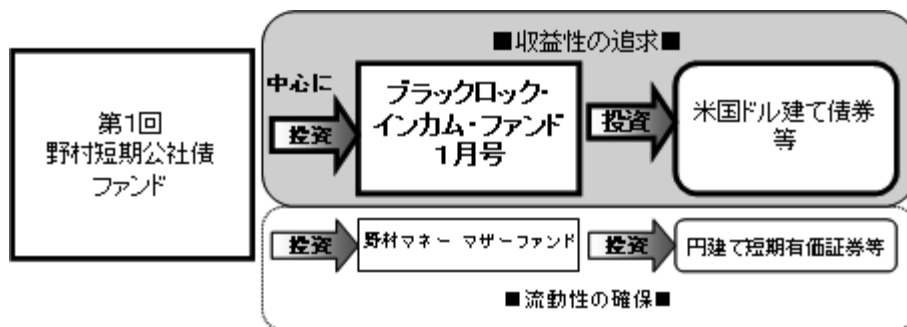 ■収益性の追求■
第1回
野村短期公社債
ファンド
中心に
投資
ブラックロック・
インカム・ファンド
1月号
投資
米国ドル建て債券
等
投資
野村マネー マザーファンド
投資
円建て短期有価証券等
■流動性の確保■